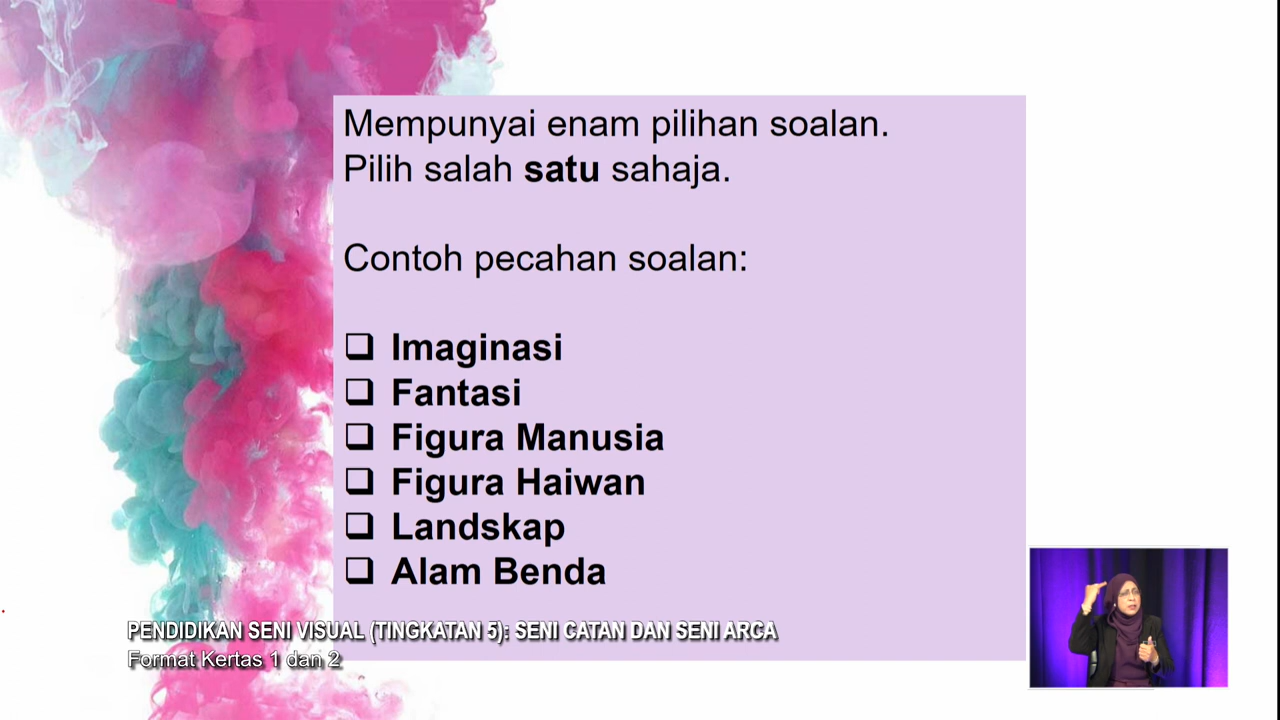 Mempunyai enam pilihan soalan.
Pilih salah satu sahaja.
Contoh pecahan soalan:
❑ Imaginasi
❑ Fantasi
❑ Figura Manusia
❑ Figura Haiwan
❑ Landskap
❑ Alam Benda
PENDIDIKAN SENI VISUAL (TINGKATAN 5): SENI CATAN DAN SENI ARCA
Format Kertas 1 dan 2